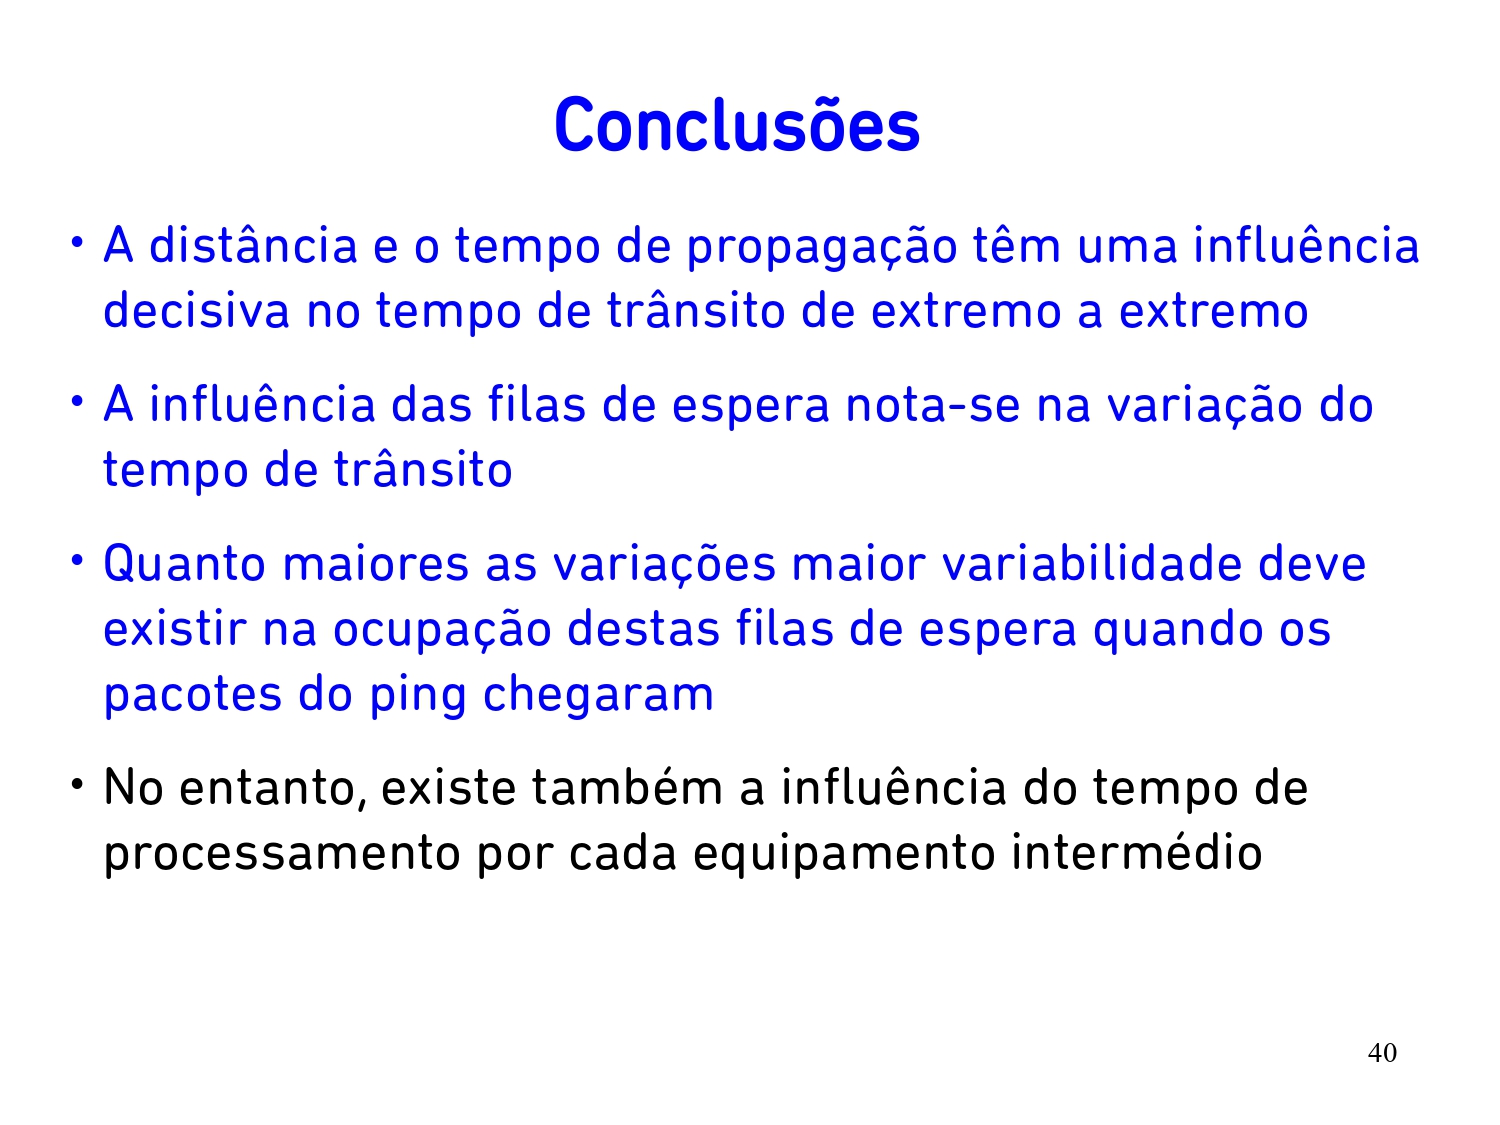 Conclusões
• A distância e o tempo de propagação têm uma influência
decisiva no tempo de trânsito de extremo a extremo
• A influência das filas de espera nota-se na variação do
tempo de trânsito
• Quanto maiores as variações maior variabilidade deve
existir na ocupação destas filas de espera quando os
pacotes do ping chegaram
• No entanto, existe também a influência do tempo de
processamento por cada equipamento intermédio
40